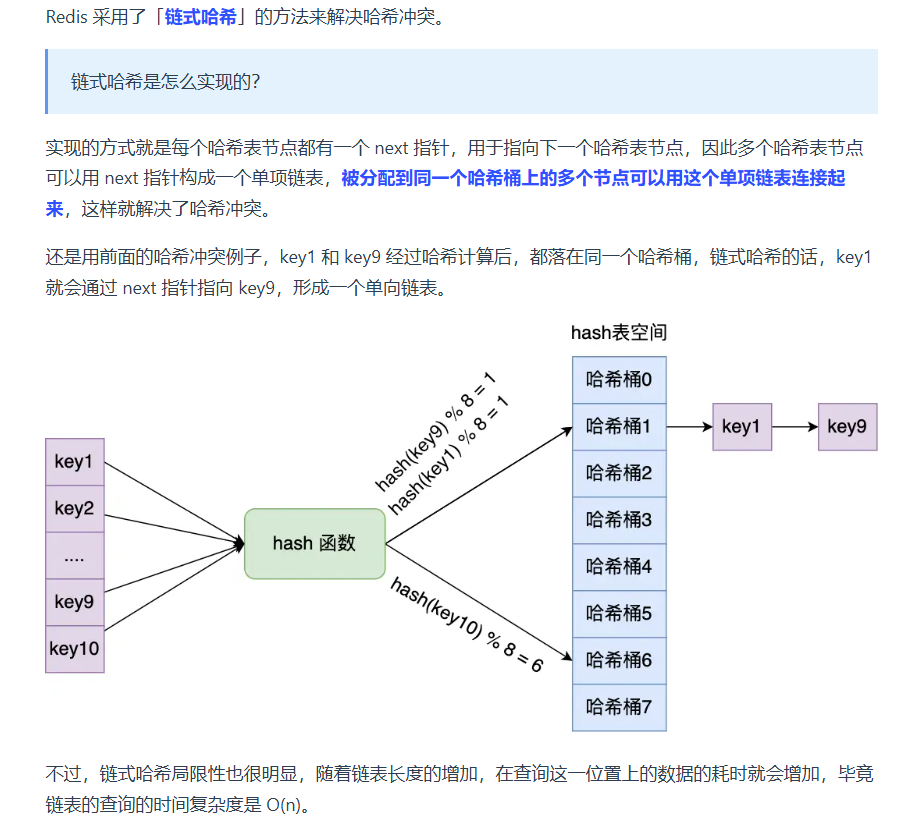 Redis 采用了「链式哈希」的方法来解决哈希冲突。
链式哈希是怎么实现的？
实现的方式就是每个哈希表节点都有一个 next 指针，用于指向下一个哈希表节点，因此多个哈希表节点
可以用 next 指针构成一个单项链表，被分配到同一个哈希桶上的多个节点可以用这个单项链表连接起
来，这样就解决了哈希冲突。
还是用前面的哈希冲突例子，key1 和 key9 经过哈希计算后，都落在同一个哈希桶，链式哈希的话，key1
就会通过 next 指针指向 key9，形成一个单向链表。
key1
key2
....
key9
key10
hash 函数
hash(key9) % 8 = 1
hash(key1) % 8 = 1
hash(key10) % 8 = 6
hash表空间
哈希桶0
哈希桶1
哈希桶2
哈希桶3
哈希桶4
哈希桶5
哈希桶6
哈希桶7
key1
key9
不过，链式哈希局限性也很明显，随着链表长度的增加，在查询这一位置上的数据的耗时就会增加，毕竟
链表的查询的时间复杂度是 O(n)。